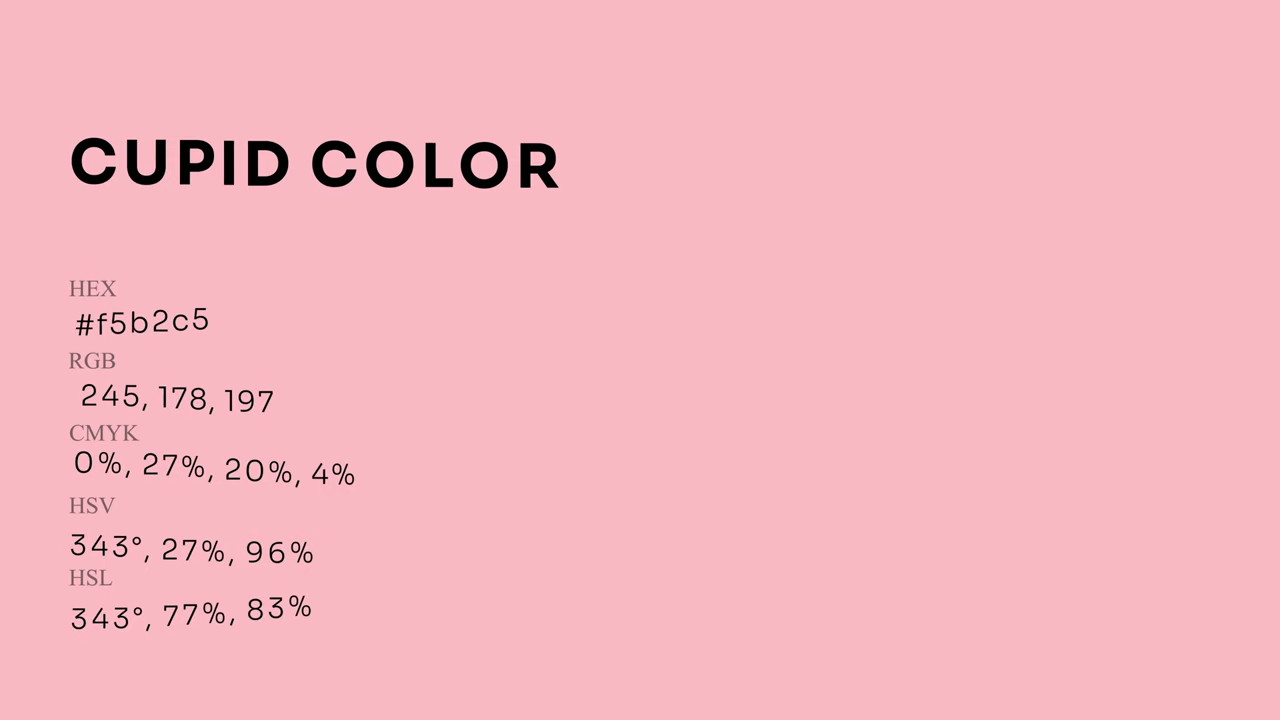 CUPID COLOR
HEX
#f5b2c5
RGB
245, 178, 197
CMYK
0%, 27%, 20%, 4%
HSV
343°, 27%, 96%
HSL
343°, 77%, 83%